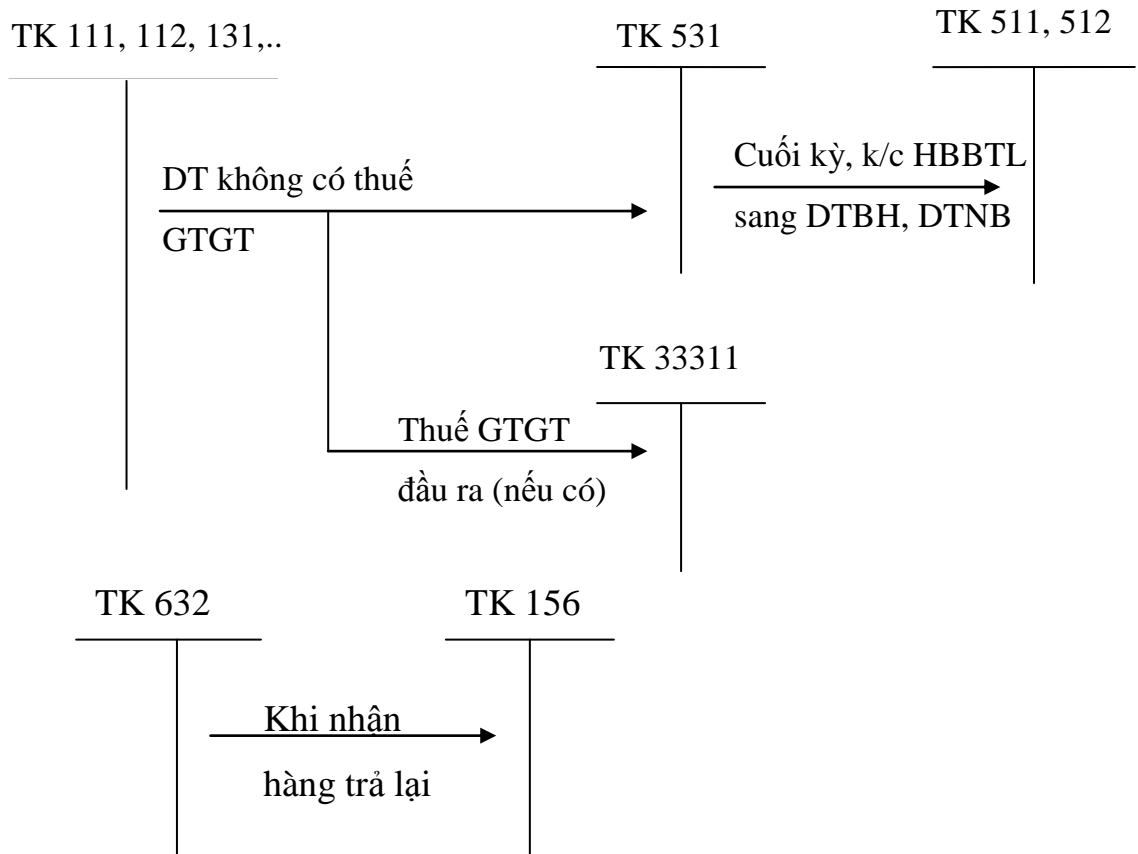 TK 111, 112, 131,..
TK 531
TK 511, 512
DT không có thuế
GTGT
Cuối kỳ, k/c HBBTL
sang DTBH, DTNB
TK 33311
Thuế GTGT
đầu ra (nếu có)
TK 632
TK 156
Khi nhận
hàng trả lại